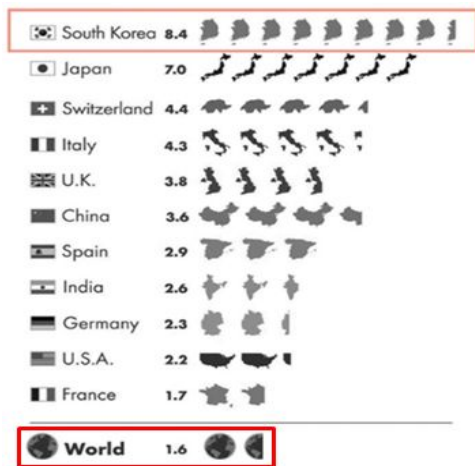 South Korea 8.4
Japan 7.0
Switzerland 4.4
Italy 4.3
U.K. 3.8
China 3.6
Spain 2.9
India 2.6
Germany 2.3
U.S.A. 2.2
France 1.7
World 1.6